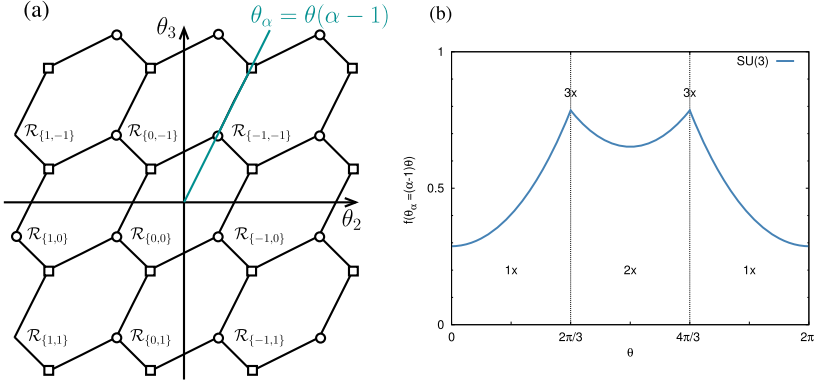 (a)
θ₃
θ_α = θ(α − 1)
R_{1,−1}
R_{0,−1}
R_{−1,−1}
θ₂
R_{1,0}
R_{0,0}
R_{−1,0}
R_{1,1}
R_{0,1}
R_{−1,1}
(b)
1
SU(3)
3x
3x
f(θ_α =(α-1)θ)
0.5
1x
2x
1x
0
0
2π/3
4π/3
2π
θ